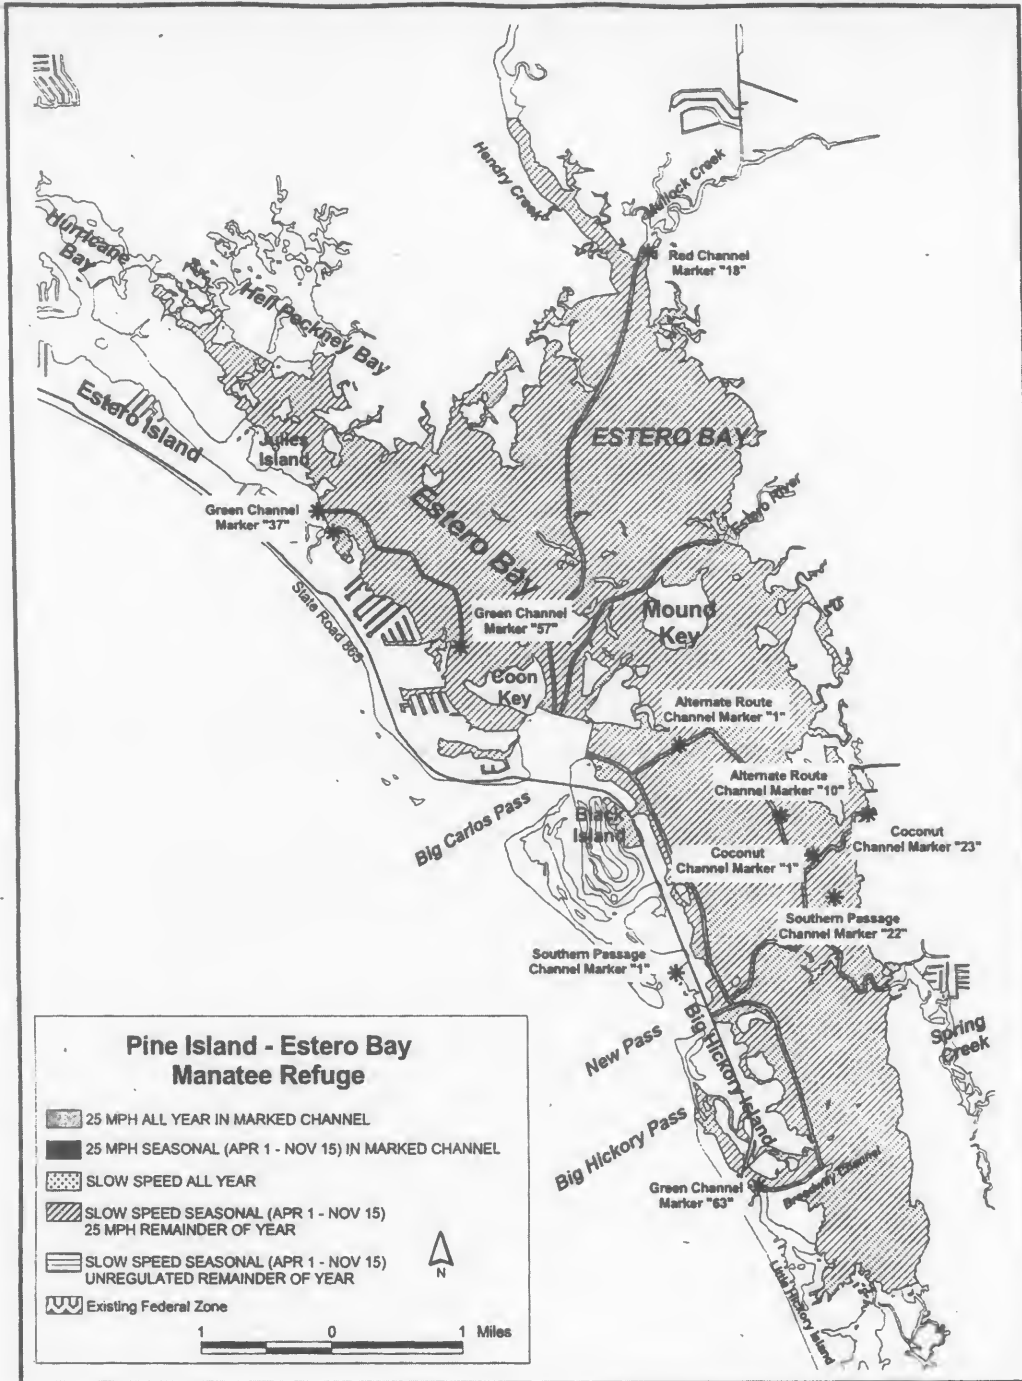 Hendry Creek
Mullock Creek
Red Channel
Marker "18"
Hurricane
Bay
Hell Peckney Bay
Estero Island
ESTERO BAY
Julies
Island
Estero River
Green Channel
Marker "37"
Estero Bay
State Road 865
Green Channel
Marker "57"
Mound
Key
Coon
Key
Alternate Route
Channel Marker "1"
Alternate Route
Channel Marker "10"
Big Carlos Pass
Black
Island
Coconut
Channel Marker "1"
Coconut
Channel Marker "23"
Southern Passage
Channel Marker "22"
Southern Passage
Channel Marker "1"
New Pass
Big Hickory Island
Spring
Creek
Big Hickory Pass
Green Channel
Marker "63"
Broadway Channel
Little Hickory Island
Pine Island - Estero Bay
Manatee Refuge
25 MPH ALL YEAR IN MARKED CHANNEL
25 MPH SEASONAL (APR 1 - NOV 15) IN MARKED CHANNEL
SLOW SPEED ALL YEAR
SLOW SPEED SEASONAL (APR 1 - NOV 15)
25 MPH REMAINDER OF YEAR
SLOW SPEED SEASONAL (APR 1 - NOV 15)
UNREGULATED REMAINDER OF YEAR
Existing Federal Zone
N
1 0 1 Miles